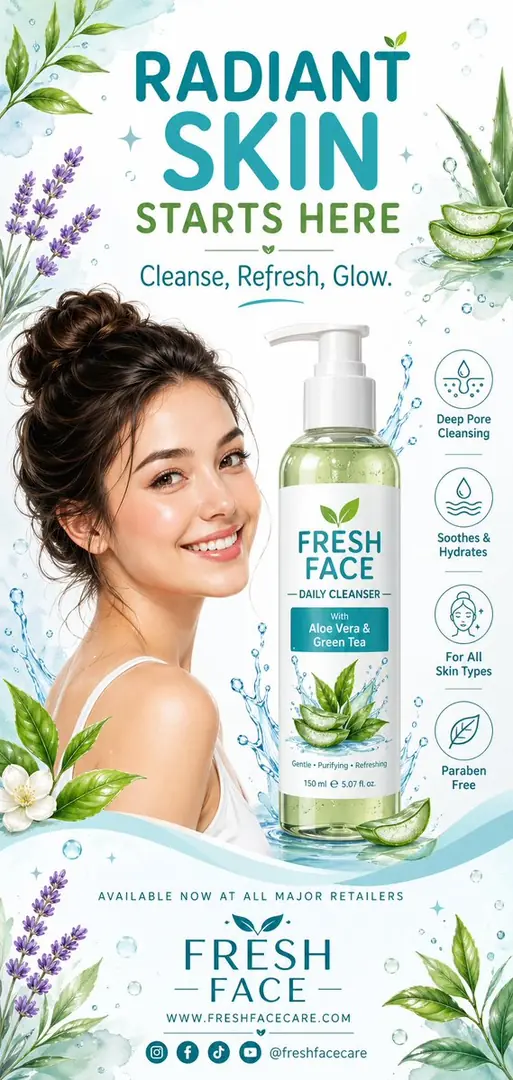 RADIANT
SKIN
STARTS HERE
Cleanse, Refresh, Glow.
FRESH
FACE
DAILY CLEANSER
With
Aloe Vera &
Green Tea
Gentle • Purifying • Refreshing
150 ml ℮ 5.07 fl. oz.
Deep Pore
Cleansing
Soothes &
Hydrates
For All
Skin Types
Paraben
Free
AVAILABLE NOW AT ALL MAJOR RETAILERS
FRESH
FACE
WWW.FRESHFACECARE.COM
@freshfacecare